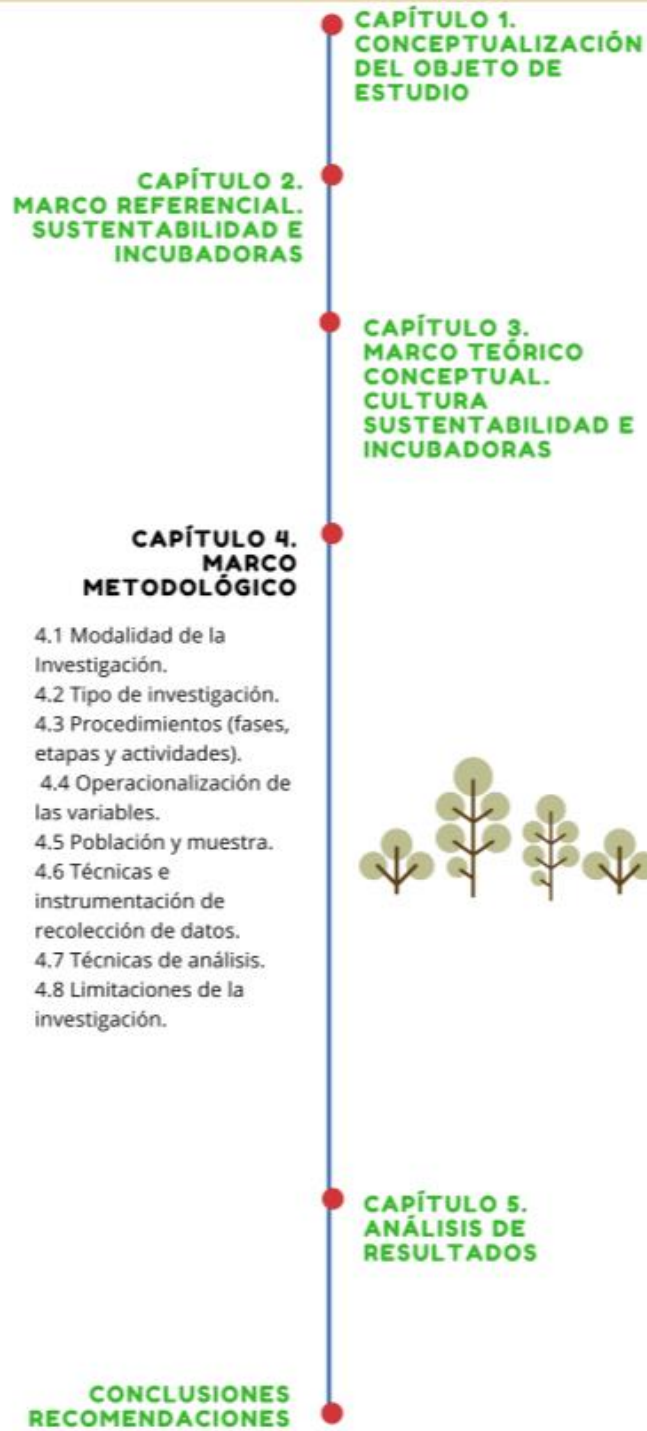 CAPÍTULO 1.
CONCEPTUALIZACIÓN
DEL OBJETO DE
ESTUDIO
CAPÍTULO 2.
MARCO REFERENCIAL.
SUSTENTABILIDAD E
INCUBADORAS
CAPÍTULO 3.
MARCO TEÓRICO
CONCEPTUAL.
CULTURA
SUSTENTABILIDAD E
INCUBADORAS
CAPÍTULO 4.
MARCO
METODOLÓGICO
4.1 Modalidad de la
Investigación.
4.2 Tipo de investigación.
4.3 Procedimientos (fases,
etapas y actividades).
4.4 Operacionalización de
las variables.
4.5 Población y muestra.
4.6 Técnicas e
instrumentación de
recolección de datos.
4.7 Técnicas de análisis.
4.8 Limitaciones de la
investigación.
CAPÍTULO 5.
ANÁLISIS DE
RESULTADOS
CONCLUSIONES
RECOMENDACIONES